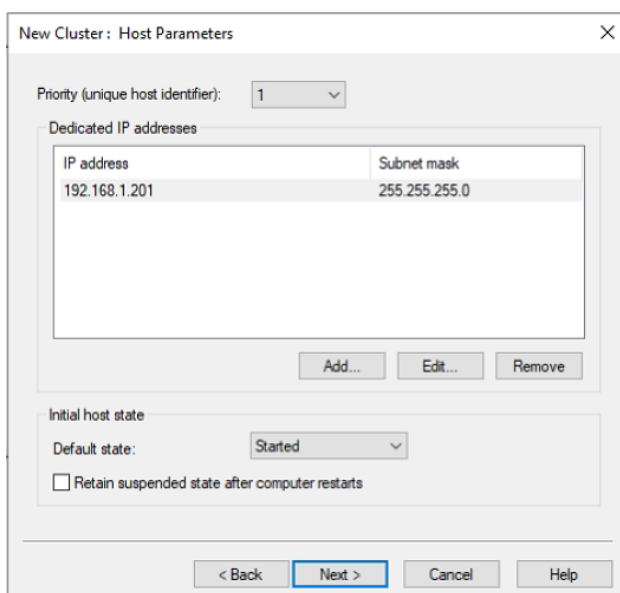 New Cluster : Host Parameters
Priority (unique host identifier): 1
Dedicated IP addresses
IP address Subnet mask
192.168.1.201 255.255.255.0
Add... Edit... Remove
Initial host state
Default state: Started
Retain suspended state after computer restarts
< Back Next > Cancel Help